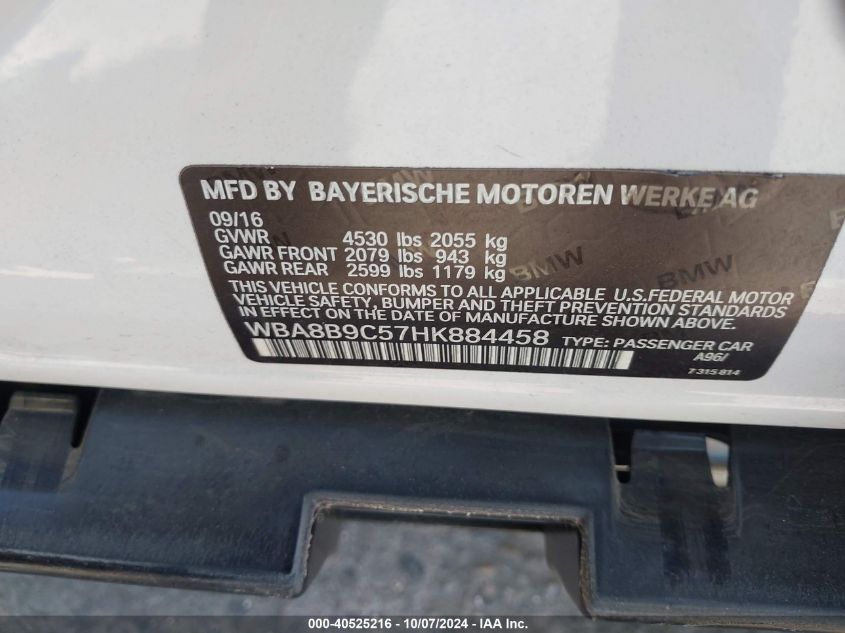 MFD BY BAYERISCHE MOTOREN WERKE AG
09/16
GVWR 4530 lbs 2055 kg
GAWR FRONT 2079 lbs 943 kg
GAWR REAR 2599 lbs 1179 kg
THIS VEHICLE CONFORMS TO ALL APPLICABLE U.S.FEDERAL MOTOR
VEHICLE SAFETY, BUMPER AND THEFT PREVENTION STANDARDS
IN EFFECT ON DATE OF MANUFACTURE SHOWN ABOVE.
WBA8B9C57HK884458 TYPE: PASSENGER CAR
A96/
7 315 814
BMW BMW
000-40525216 - 10/07/2024 - IAA Inc.